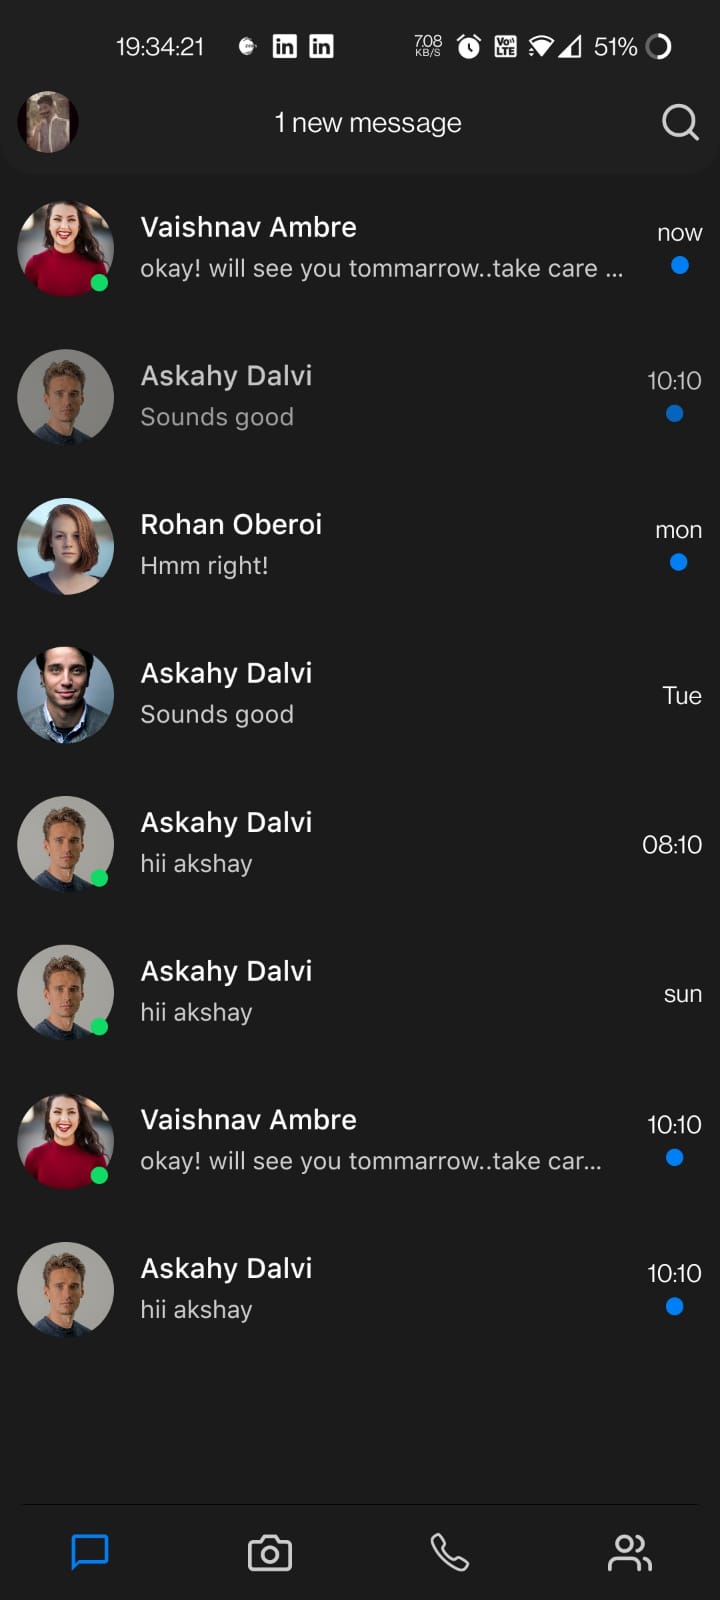 19:34:21 in in 7.08 KB/S Vo LTE 51%
1 new message
Vaishnav Ambre
now
okay! will see you tommarrow..take care ...
Askahy Dalvi
10:10
Sounds good
Rohan Oberoi
mon
Hmm right!
Askahy Dalvi
Tue
Sounds good
Askahy Dalvi
08:10
hii akshay
Askahy Dalvi
sun
hii akshay
Vaishnav Ambre
10:10
okay! will see you tommarrow..take car...
Askahy Dalvi
10:10
hii akshay